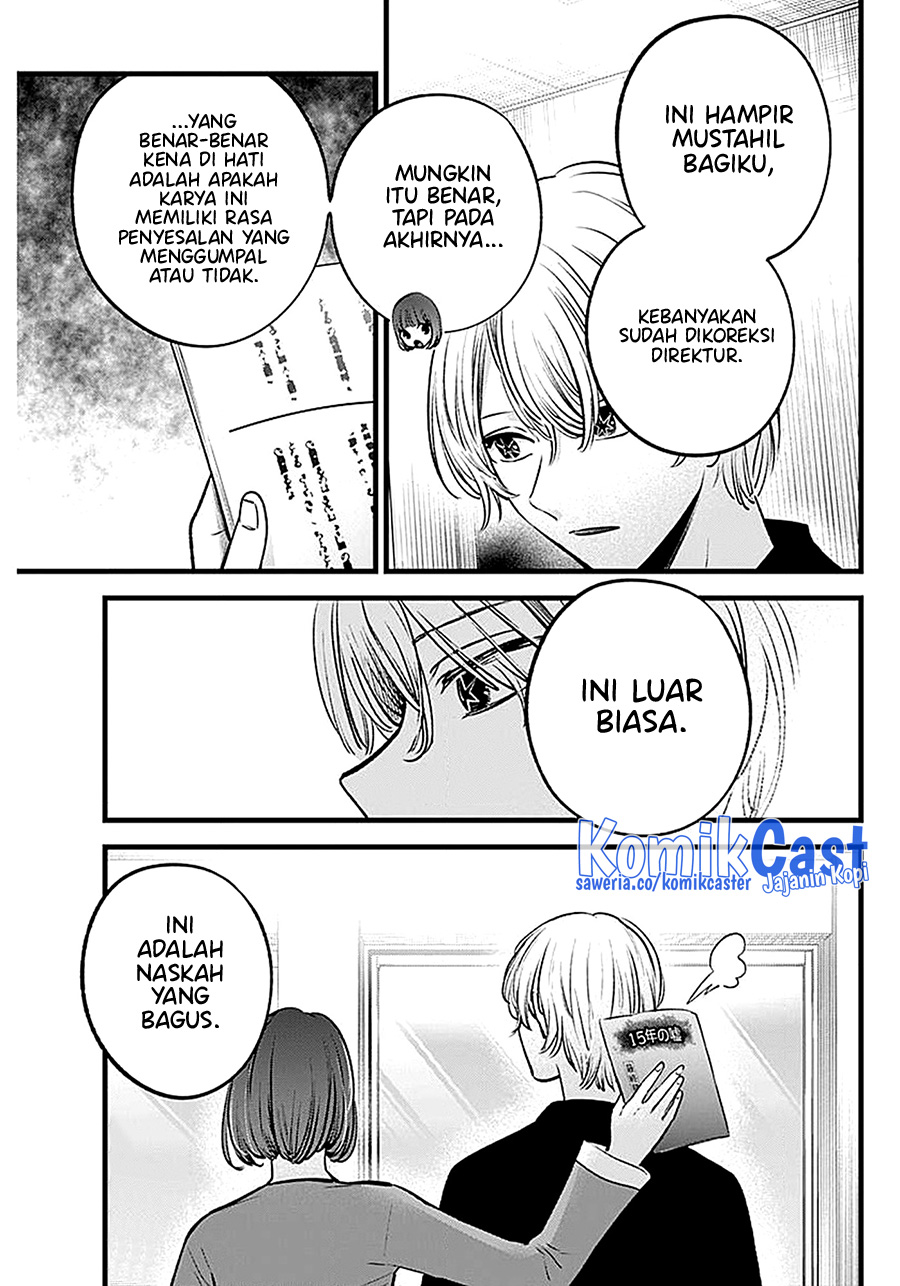 INI HAMPIR
MUSTAHIL
BAGIKU,
KEBANYAKAN
SUDAH DIKOREKSI
DIREKTUR.
MUNGKIN
ITU BENAR,
TAPI PADA
AKHIRNYA...
...YANG
BENAR-BENAR
KENA DI HATI
ADALAH APAKAH
KARYA INI
MEMILIKI RASA
PENYESALAN YANG
MENGGUMPAL
ATAU TIDAK.
INI LUAR
BIASA.
KomikCast
saweria.co/komikcaster
Jajanin Kopi
INI
ADALAH
NASKAH
YANG
BAGUS.
15年の嘘